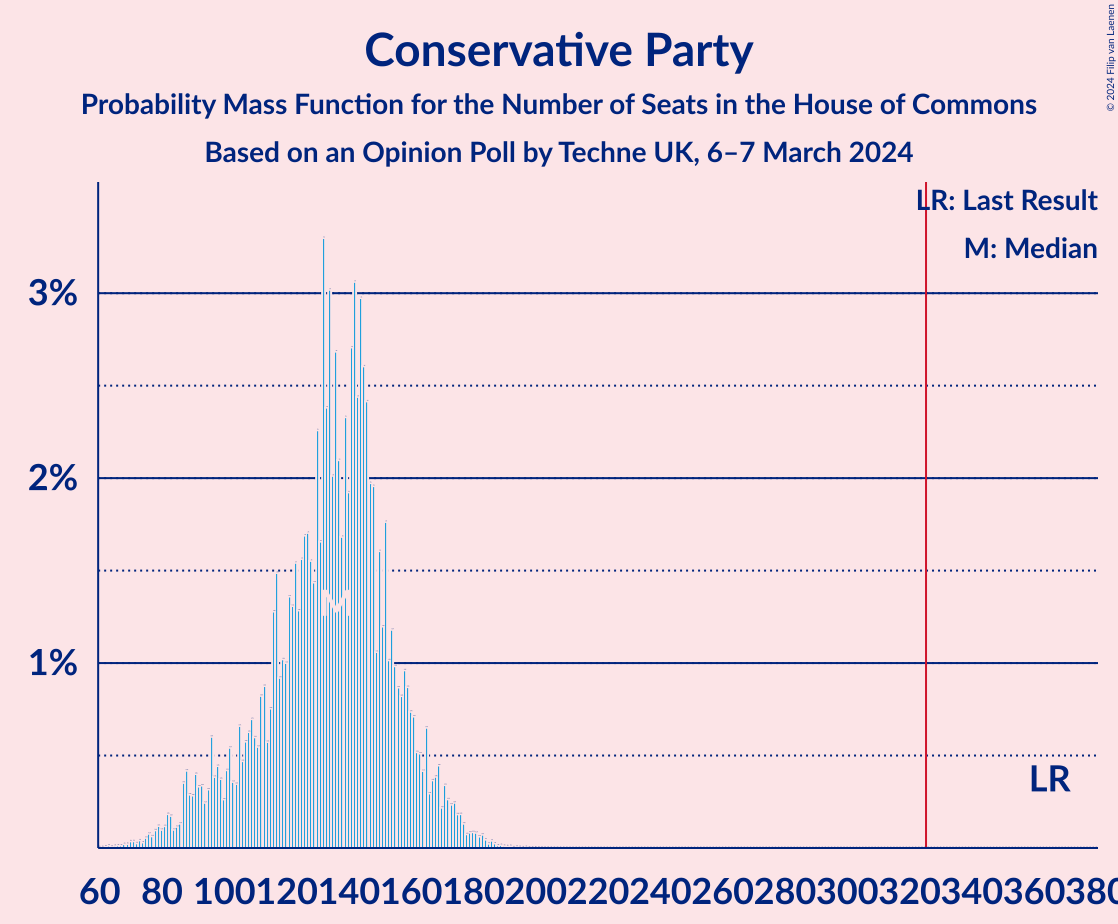 Conservative Party
Probability Mass Function for the Number of Seats in the House of Commons
Based on an Opinion Poll by Techne UK, 6–7 March 2024
© 2024 Filip van Laenen
LR: Last Result
M: Median
3%
2%
1%
M
LR
60 80 100 120 140 160 180 200 220 240 260 280 300 320 340 360 380